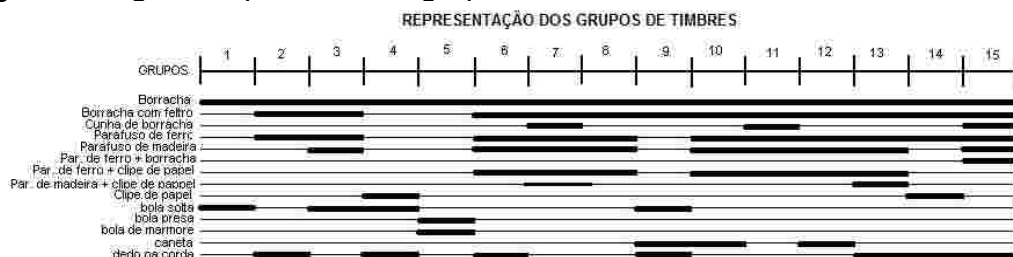 REPRESENTAÇÃO DOS GRUPOS DE TIMBRES
1 2 3 4 5 6 7 8 9 10 11 12 13 14 15
GRUPOS
Borracha
Borracha com feltro
Cunha de borracha
Parafuso de ferro
Parafuso de madeira
Par. de ferro + borracha
Par. de ferro + clipe de papel
Par. de madeira + clipe de pappel
Clipe de papel
bola solta
bola presa
bola de marmore
caneta
dedo na corda